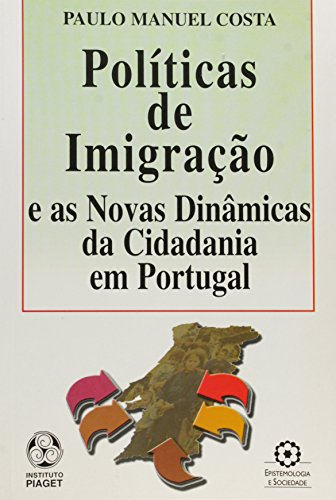 PAULO MANUEL COSTA
Políticas
de
Imigração
e as Novas Dinâmicas
da Cidadania
em Portugal
INSTITUTO
PIAGET
EPISTEMOLOGIA
E SOCIEDADE